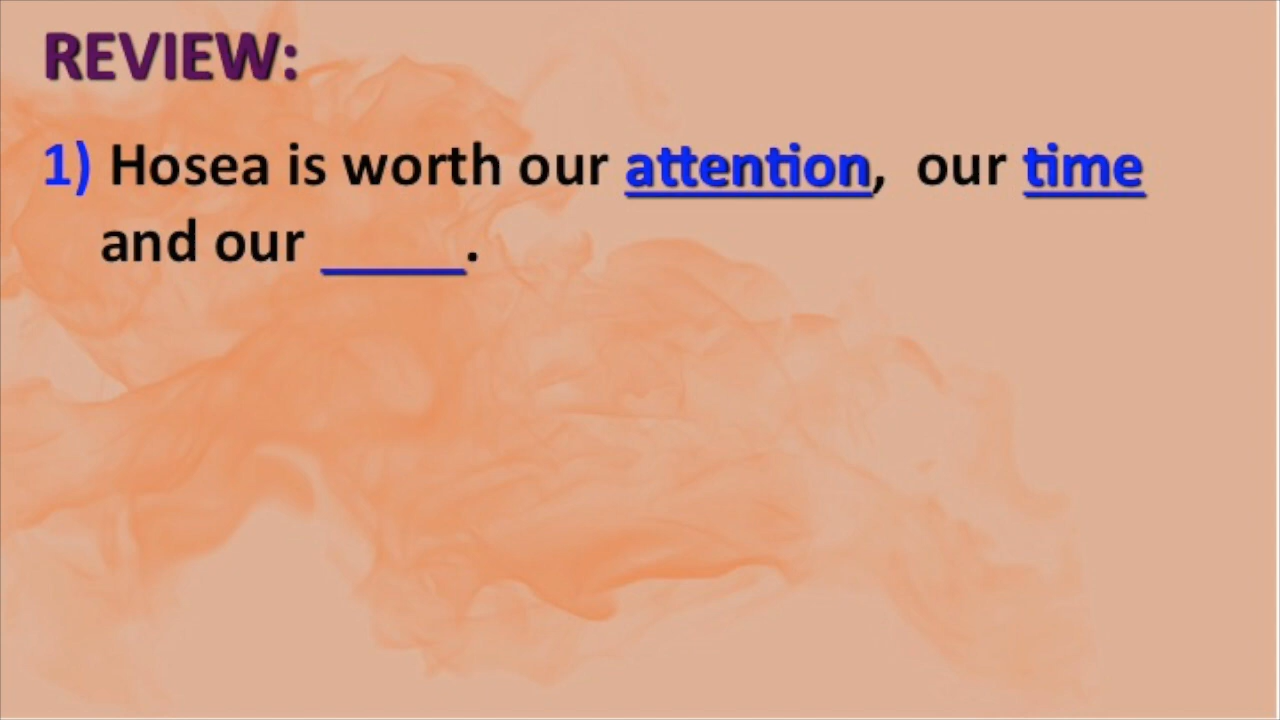 REVIEW:
1) Hosea is worth our attention, our time
and our _____.